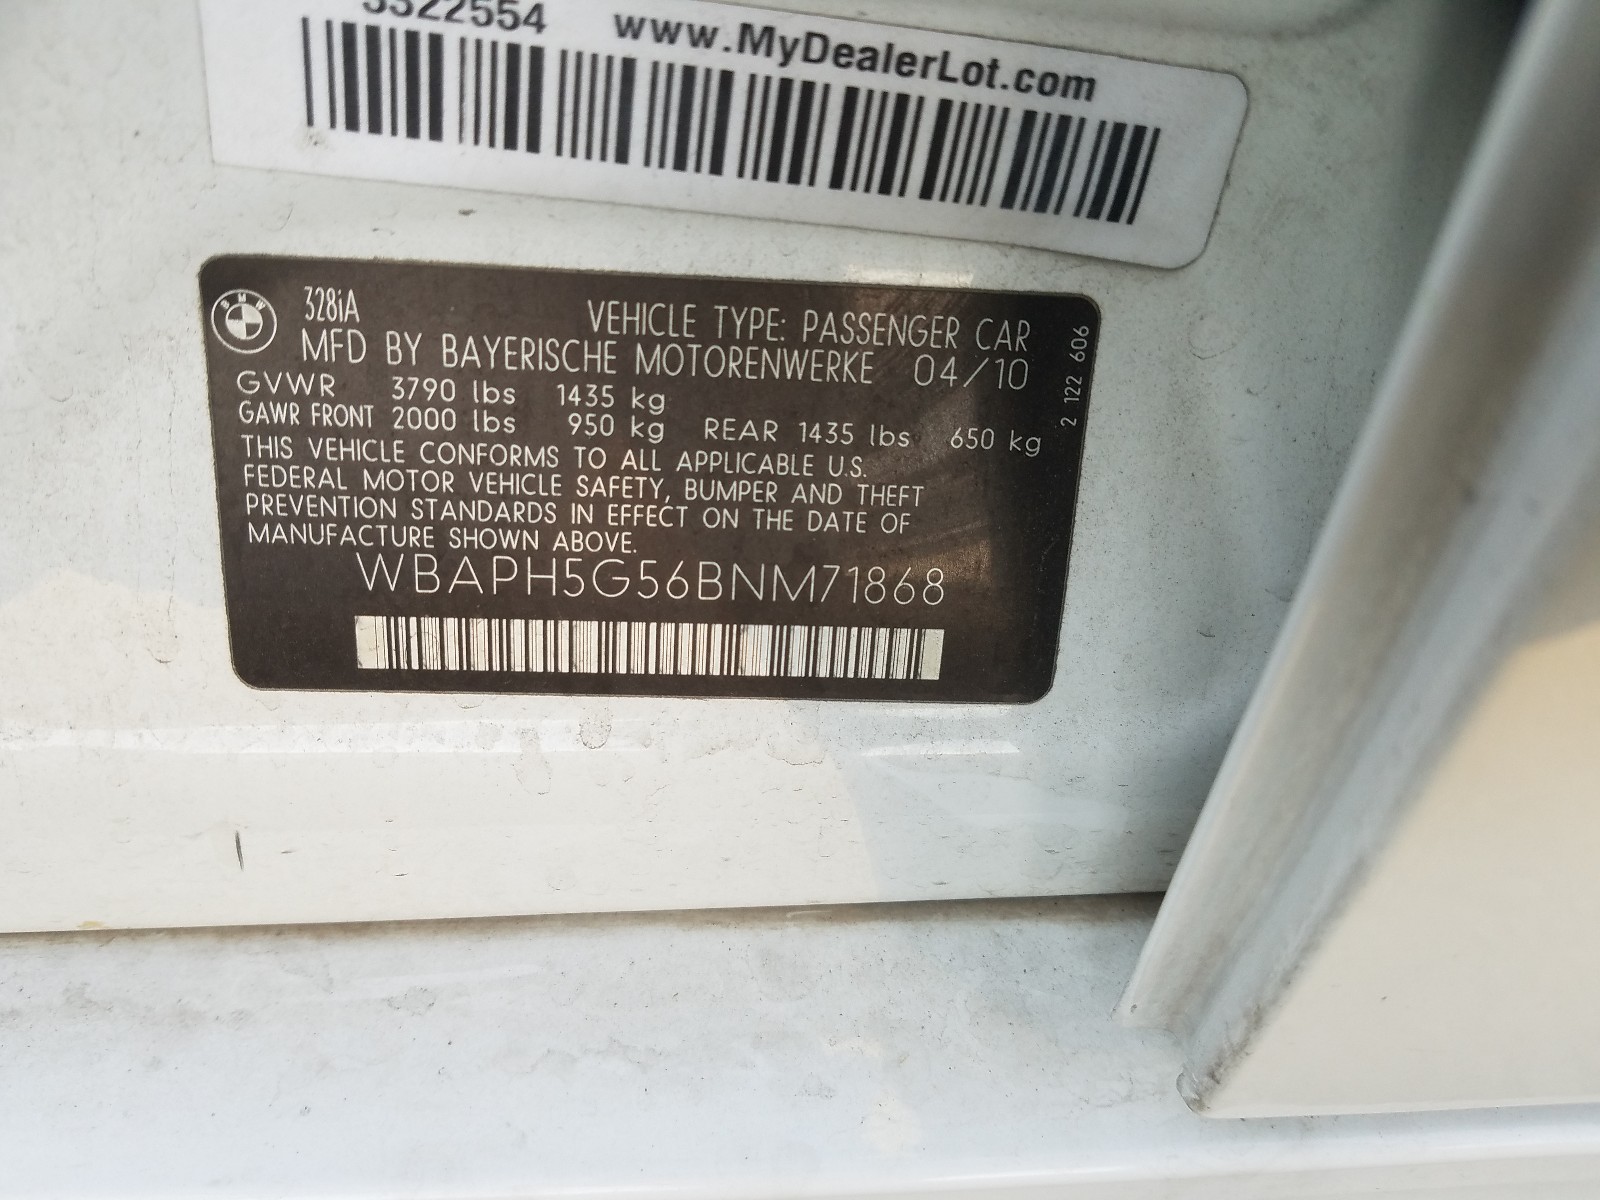 3322554 www.MyDealerLot.com
BMW
328iA
VEHICLE TYPE: PASSENGER CAR
MFD BY BAYERISCHE MOTORENWERKE 04/10
GVWR 3790 lbs 1435 kg
GAWR FRONT 2000 lbs 950 kg REAR 1435 lbs 650 kg
THIS VEHICLE CONFORMS TO ALL APPLICABLE U.S.
FEDERAL MOTOR VEHICLE SAFETY, BUMPER AND THEFT
PREVENTION STANDARDS IN EFFECT ON THE DATE OF
MANUFACTURE SHOWN ABOVE.
WBAPH5G56BNM71868
2 122 606